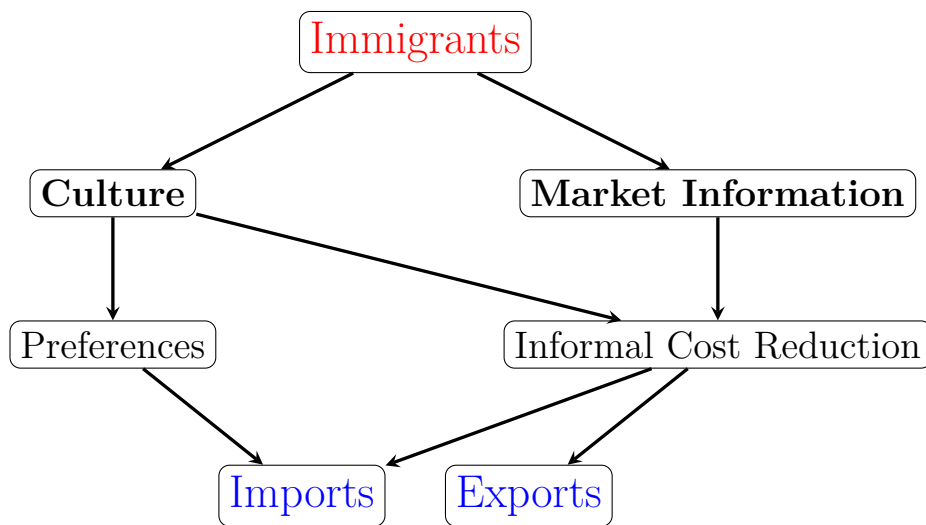 Immigrants
Culture
Market Information
Preferences
Informal Cost Reduction
Imports
Exports